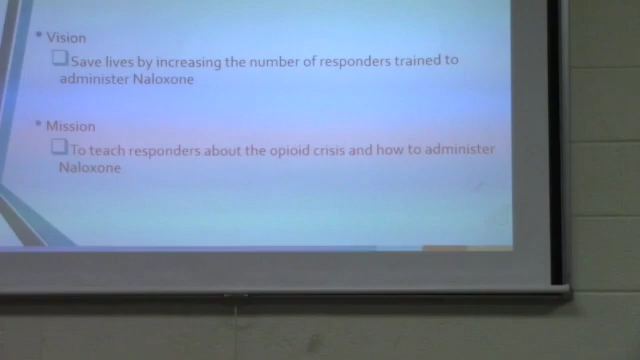 * Vision
Save lives by increasing the number of responders trained to
administer Naloxone
* Mission
To teach responders about the opioid crisis and how to administer
Naloxone